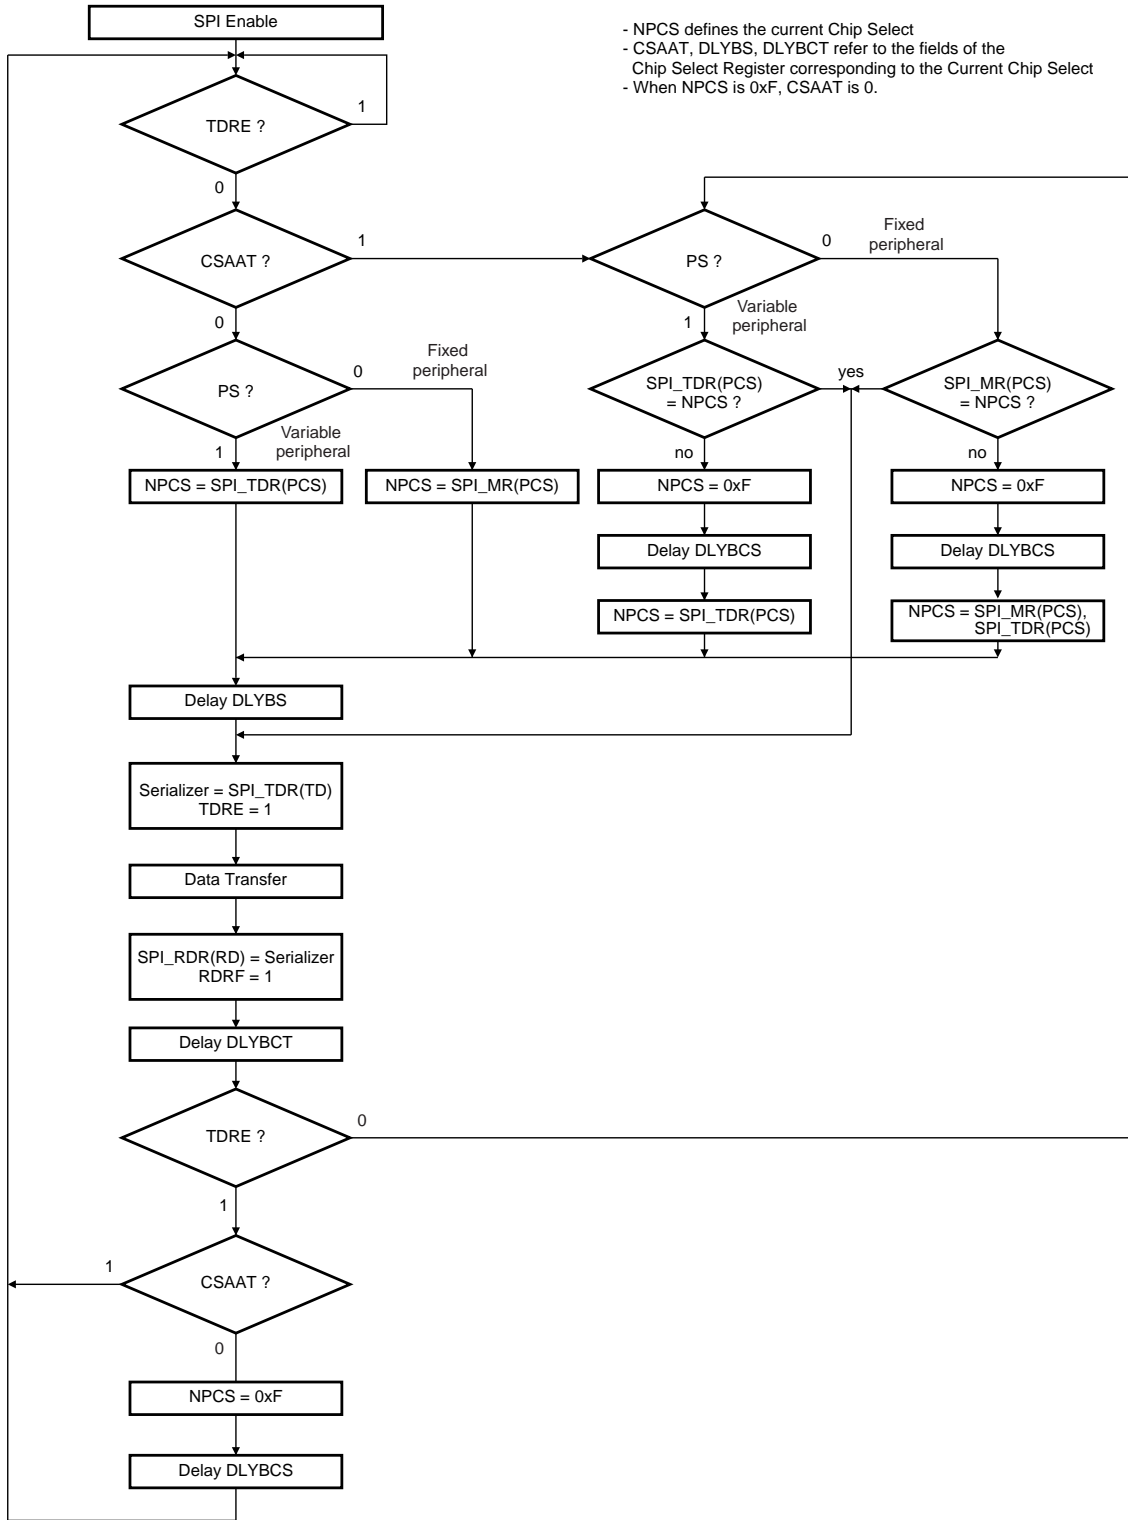 SPI Enable
- NPCS defines the current Chip Select
- CSAAT, DLYBS, DLYBCT refer to the fields of the
Chip Select Register corresponding to the Current Chip Select
- When NPCS is 0xF, CSAAT is 0.
1
TDRE ?
0
CSAAT ?
1
PS ?
0
Fixed
peripheral
0
1
Variable
peripheral
PS ?
0
Fixed
peripheral
1
Variable
peripheral
SPI_TDR(PCS)
= NPCS ?
yes
SPI_MR(PCS)
= NPCS ?
no
no
NPCS = SPI_TDR(PCS)
NPCS = SPI_MR(PCS)
NPCS = 0xF
NPCS = 0xF
Delay DLYBCS
Delay DLYBCS
NPCS = SPI_TDR(PCS)
NPCS = SPI_MR(PCS),
SPI_TDR(PCS)
Delay DLYBS
Serializer = SPI_TDR(TD)
TDRE = 1
Data Transfer
SPI_RDR(RD) = Serializer
RDRF = 1
Delay DLYBCT
TDRE ?
0
1
CSAAT ?
1
0
NPCS = 0xF
Delay DLYBCS